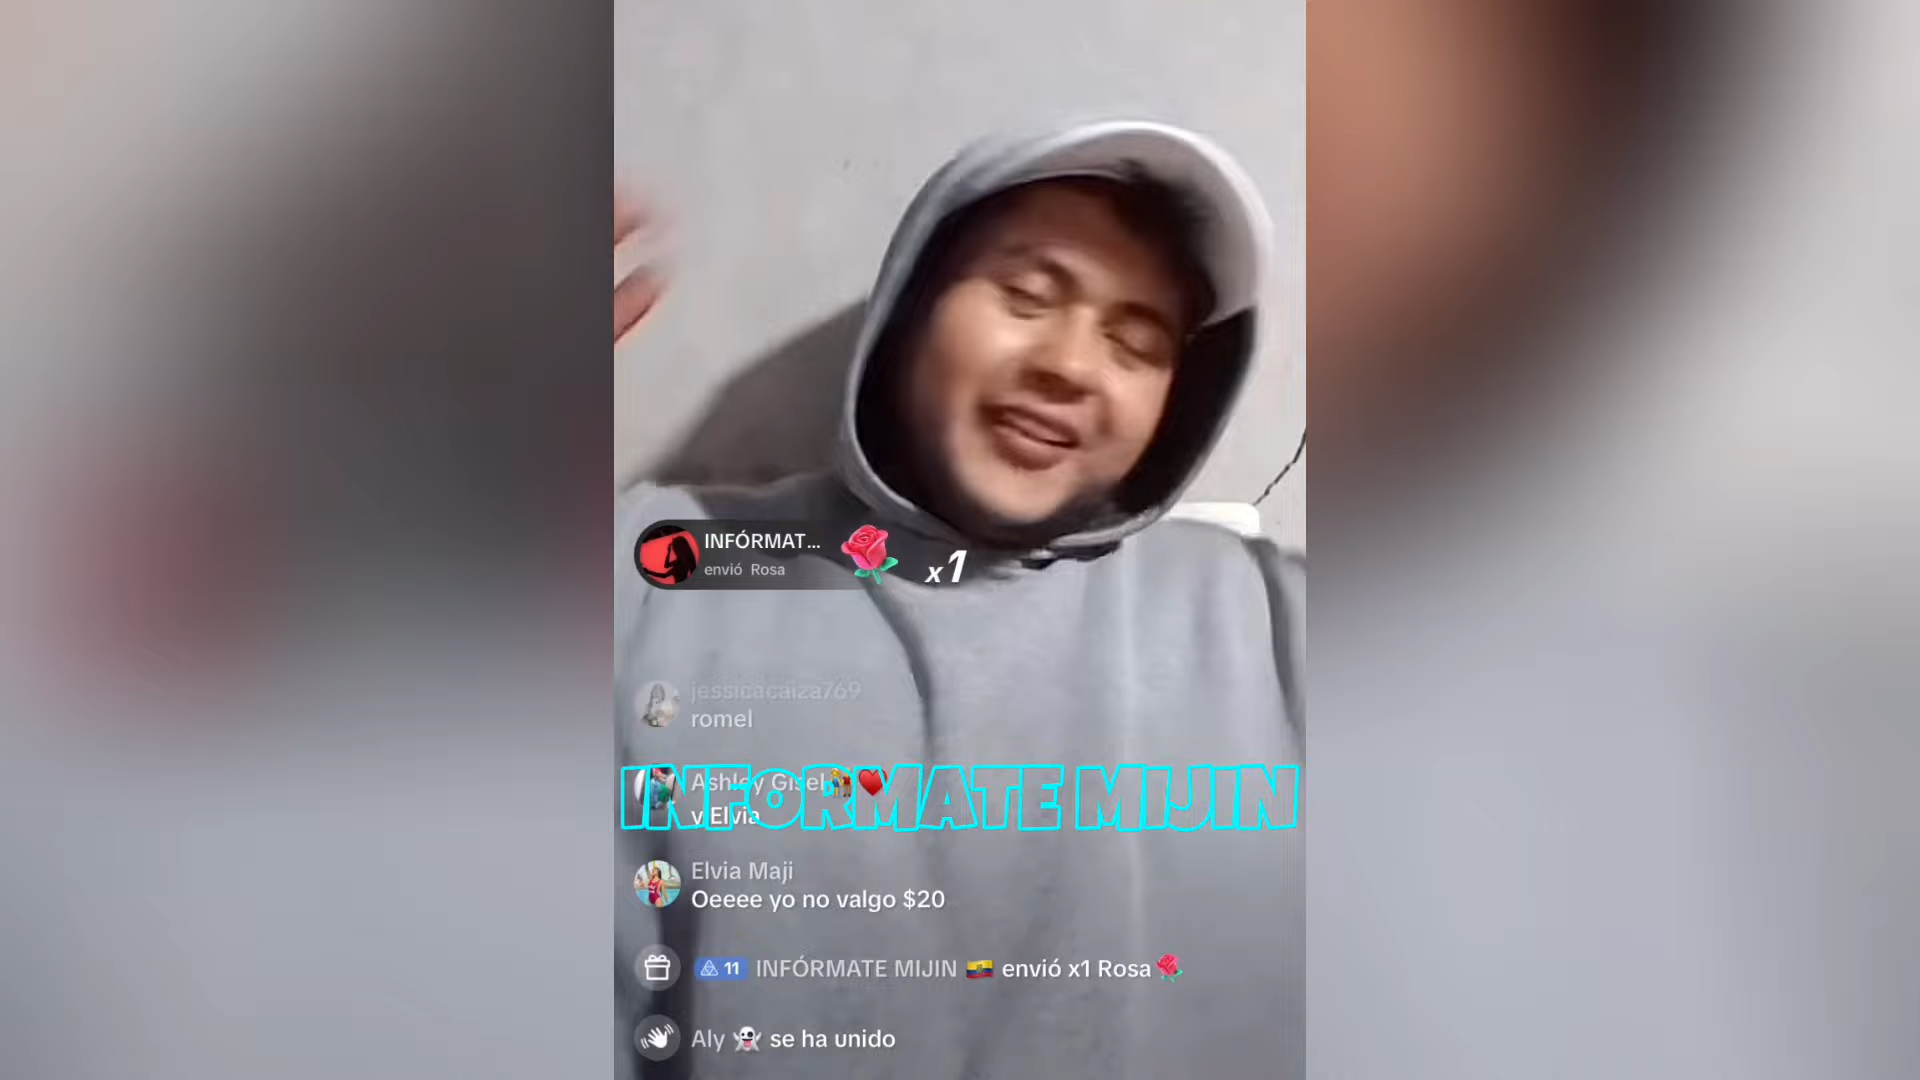 INFÓRMAT...
envió Rosa
x1
jessicacaiza769
romel
Ashley Gisel
v Elvia
INFORMATE MIJIN
Elvia Maji
Oeeee yo no valgo $20
11 INFÓRMATE MIJIN envió x1 Rosa
Aly se ha unido